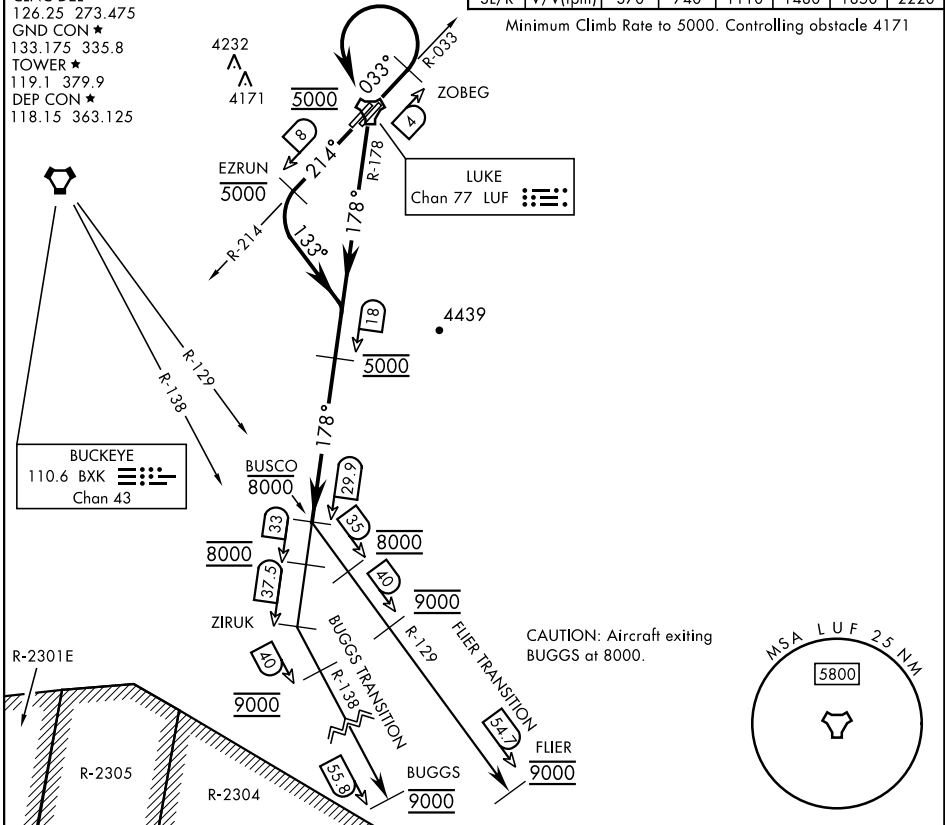 126.25 273.475
GND CON ★
133.175 335.8
TOWER ★
119.1 379.9
DEP CON ★
118.15 363.125
Minimum Climb Rate to 5000. Controlling obstacle 4171
4232
4171
5000
033°
R-033
ZOBEG
4
8
214°
EZRUN
5000
R-214
R-178
178°
133°
LUKE
Chan 77 LUF
18
4439
5000
R-129
R-138
178°
BUCKEYE
110.6 BXK
Chan 43
BUSCO
8000
29.9
33
35
8000
8000
37.5
40
9000
ZIRUK
BUGGS TRANSITION
R-129
FLIER TRANSITION
40
R-138
9000
CAUTION: Aircraft exiting
BUGGS at 8000.
MSA LUF 25 NM
5800
R-2301E
R-2305
R-2304
54.7
FLIER
9000
55.8
BUGGS
9000